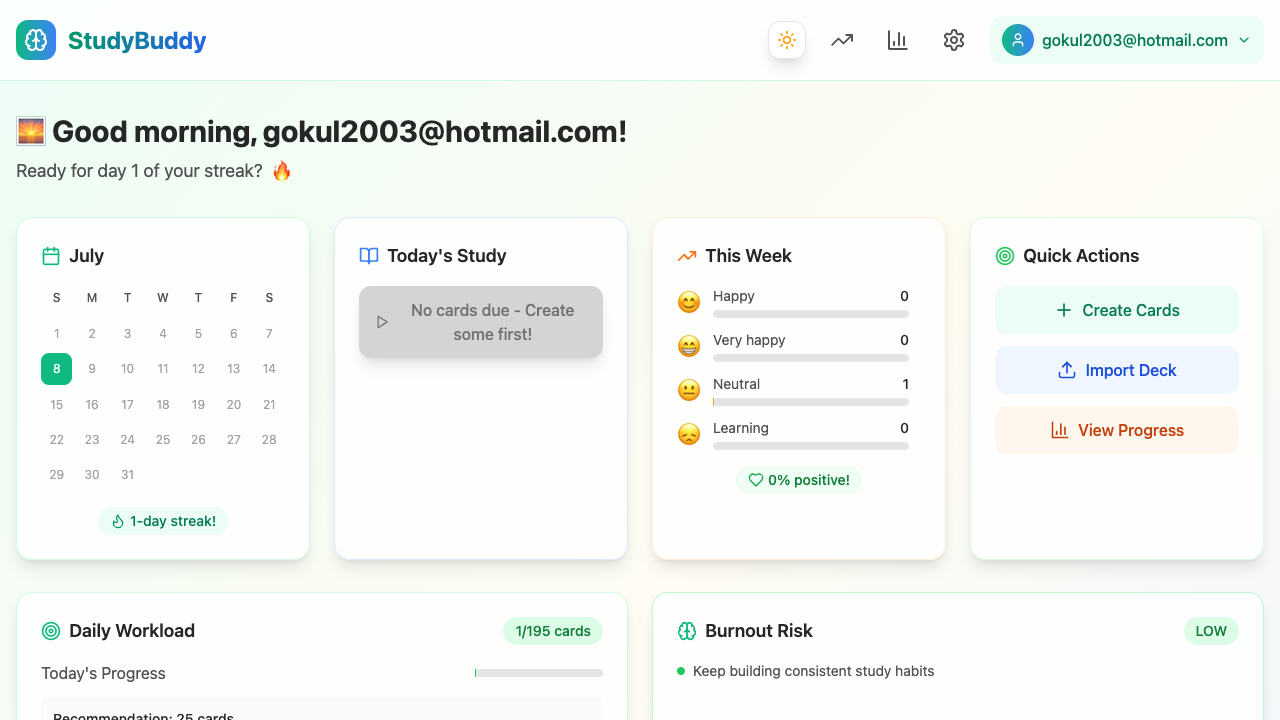 StudyBuddy
gokul2003@hotmail.com
Good morning, gokul2003@hotmail.com!
Ready for day 1 of your streak? 🔥
July
S M T W T F S
1 2 3 4 5 6 7
8 9 10 11 12 13 14
15 16 17 18 19 20 21
22 23 24 25 26 27 28
29 30 31
1-day streak!
Today's Study
No cards due - Create
some first!
This Week
Happy 0
Very happy 0
Neutral 1
Learning 0
0% positive!
Quick Actions
Create Cards
Import Deck
View Progress
Daily Workload
1/195 cards
Today's Progress
Recommendation: 25 cards
Burnout Risk
LOW
Keep building consistent study habits